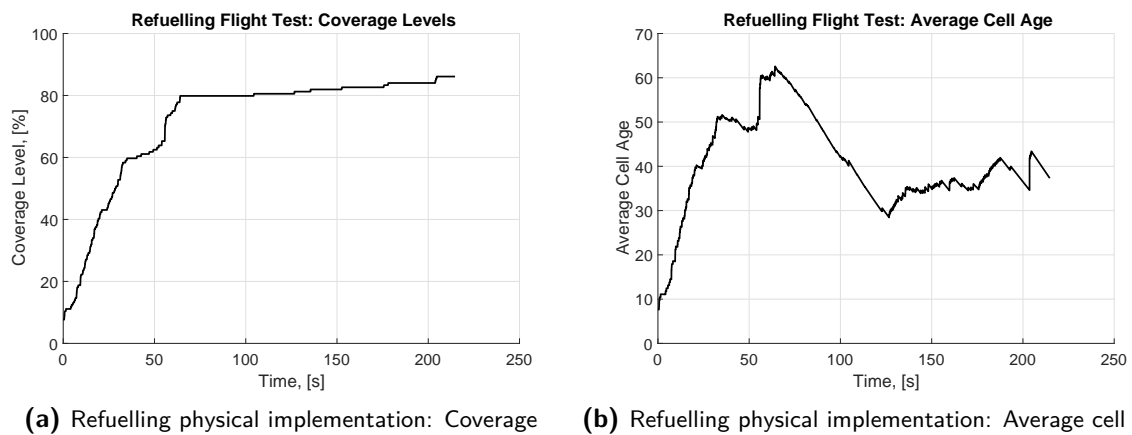 Refuelling Flight Test: Coverage Levels
100
80
60
40
20
0
Coverage Level, [%]
0 50 100 150 200 250
Time, [s]
(a) Refuelling physical implementation: Coverage
Refuelling Flight Test: Average Cell Age
70
60
50
40
30
20
10
0
Average Cell Age
0 50 100 150 200 250
Time, [s]
(b) Refuelling physical implementation: Average cell